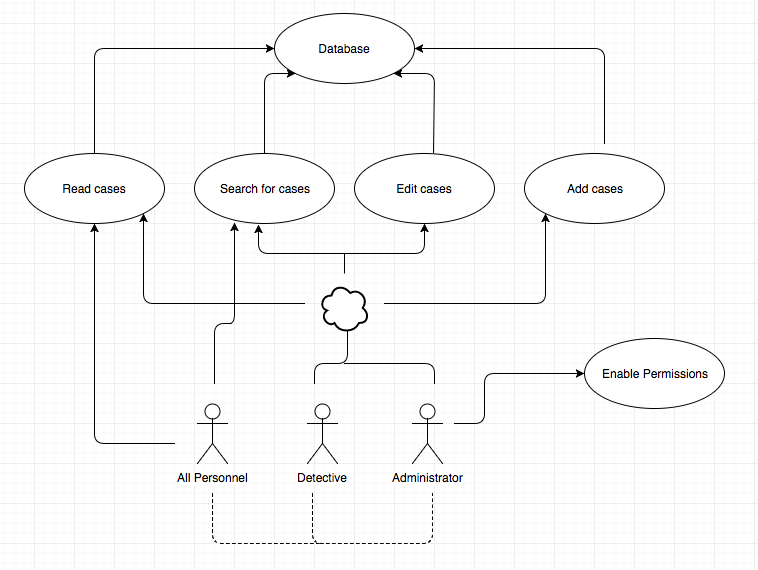 Database
Read cases
Search for cases
Edit cases
Add cases
Enable Permissions
All Personnel
Detective
Administrator